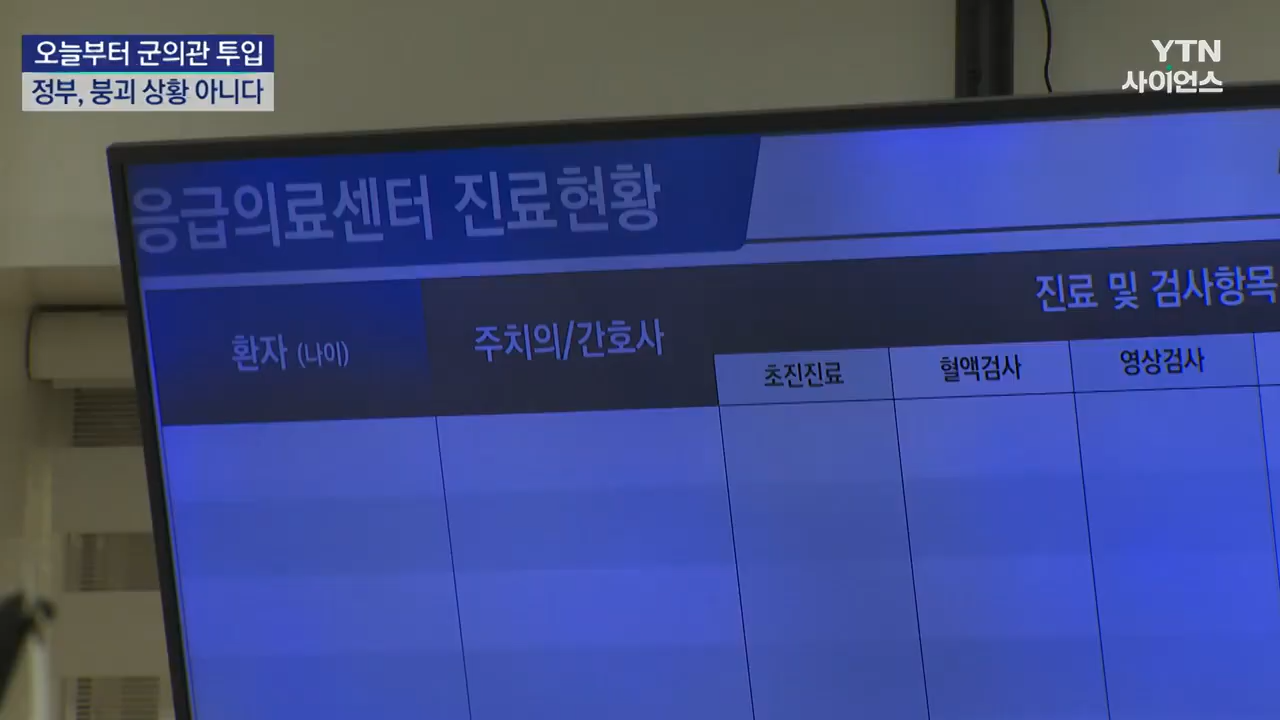 오늘부터 군의관 투입
정부, 붕괴 상황 아니다
YTN
사이언스
응급의료센터 진료현황
환자 (나이)
주치의/간호사
진료 및 검사항목
초진진료
혈액검사
영상검사